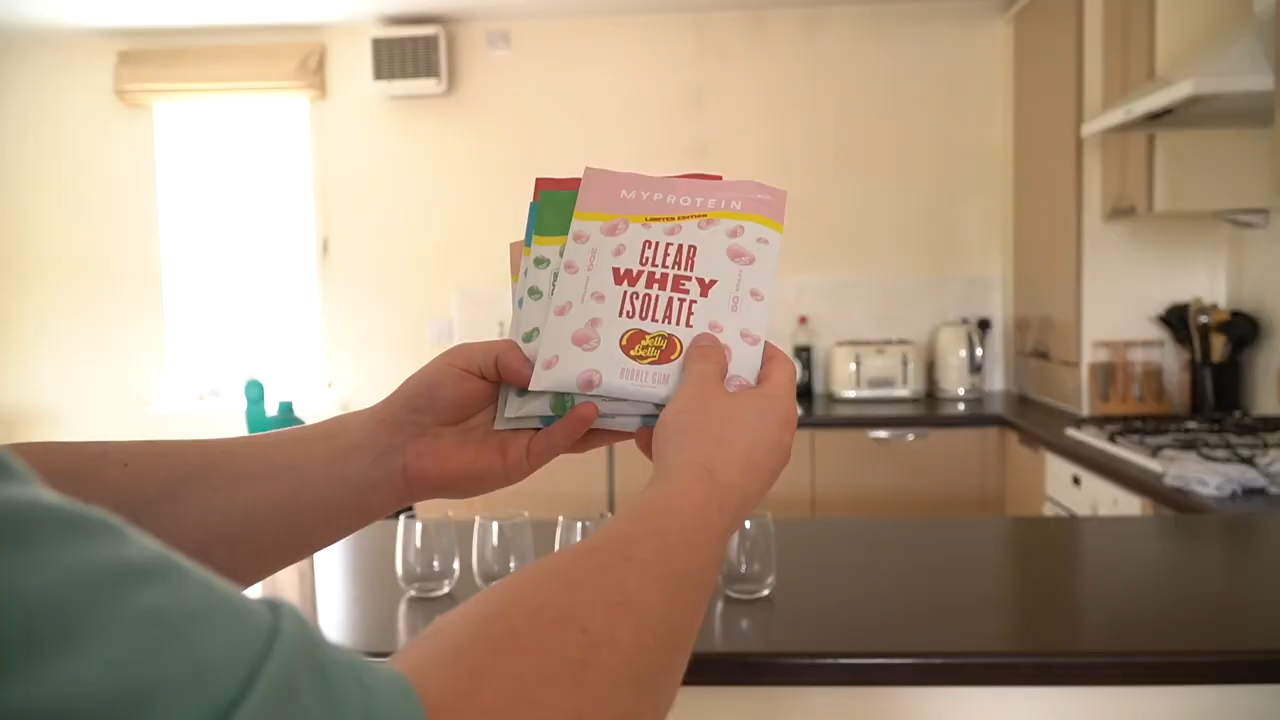 MYPROTEIN
LIMITED EDITION
CLEAR
WHEY
ISOLATE
Jelly
Belly
BUBBLE GUM